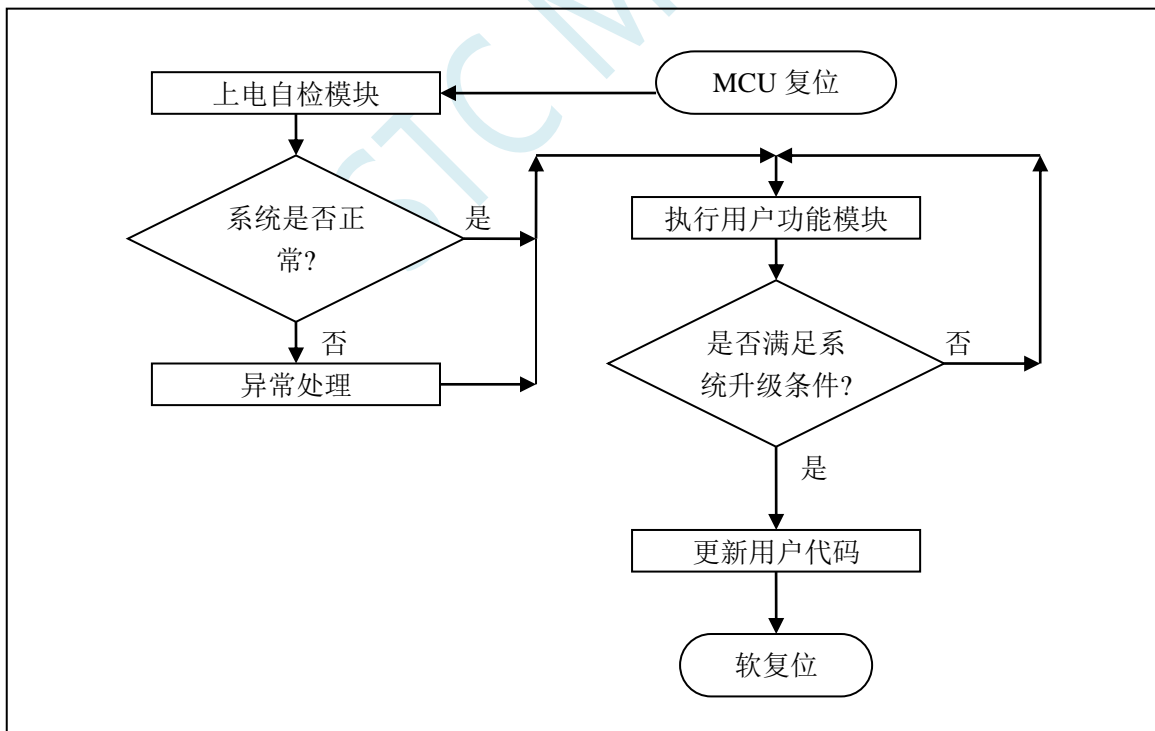 MCU 复位
上电自检模块
系统是否正
常?
是
否
异常处理
执行用户功能模块
是否满足系
统升级条件?
否
是
更新用户代码
软复位
STC M